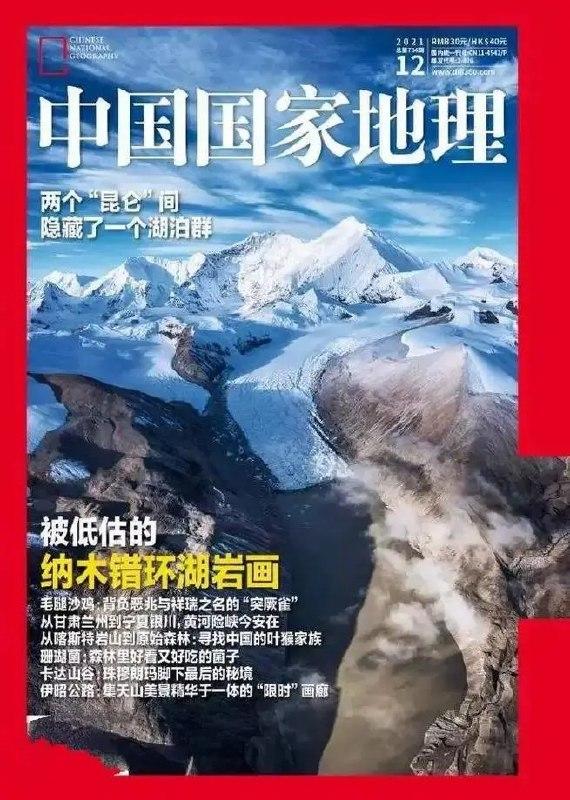 CHINESE
NATIONAL
GEOGRAPHY
2021
12
RMB30元/HK$40元
中国国家地理
两个“昆仑”间
隐藏了一个湖泊群
被低估的
纳木错环湖岩画
毛腿沙鸡:背负恶兆与祥瑞之名的“突厥雀”
从甘肃兰州到宁夏银川,黄河险峡今安在
从喀斯特岩山到原始森林:寻找中国的叶猴家族
珊瑚菌:森林里好看又好吃的菌子
卡达山谷:珠穆朗玛脚下最后的秘境
伊昭公路:集天山美景精华于一体的“限时”画廊